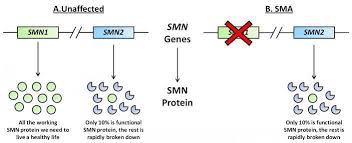 A.Unaffected
B. SMA
SMN1
SMN2
SMN
Genes
SMN1
SMN2
SMN
Protein
All the working
SMN protein we need to
live a healthy life
Only 10% is functional
SMN protein, the rest is
rapidly broken down
Only 10% is functional
SMN protein, the rest is
rapidly broken down